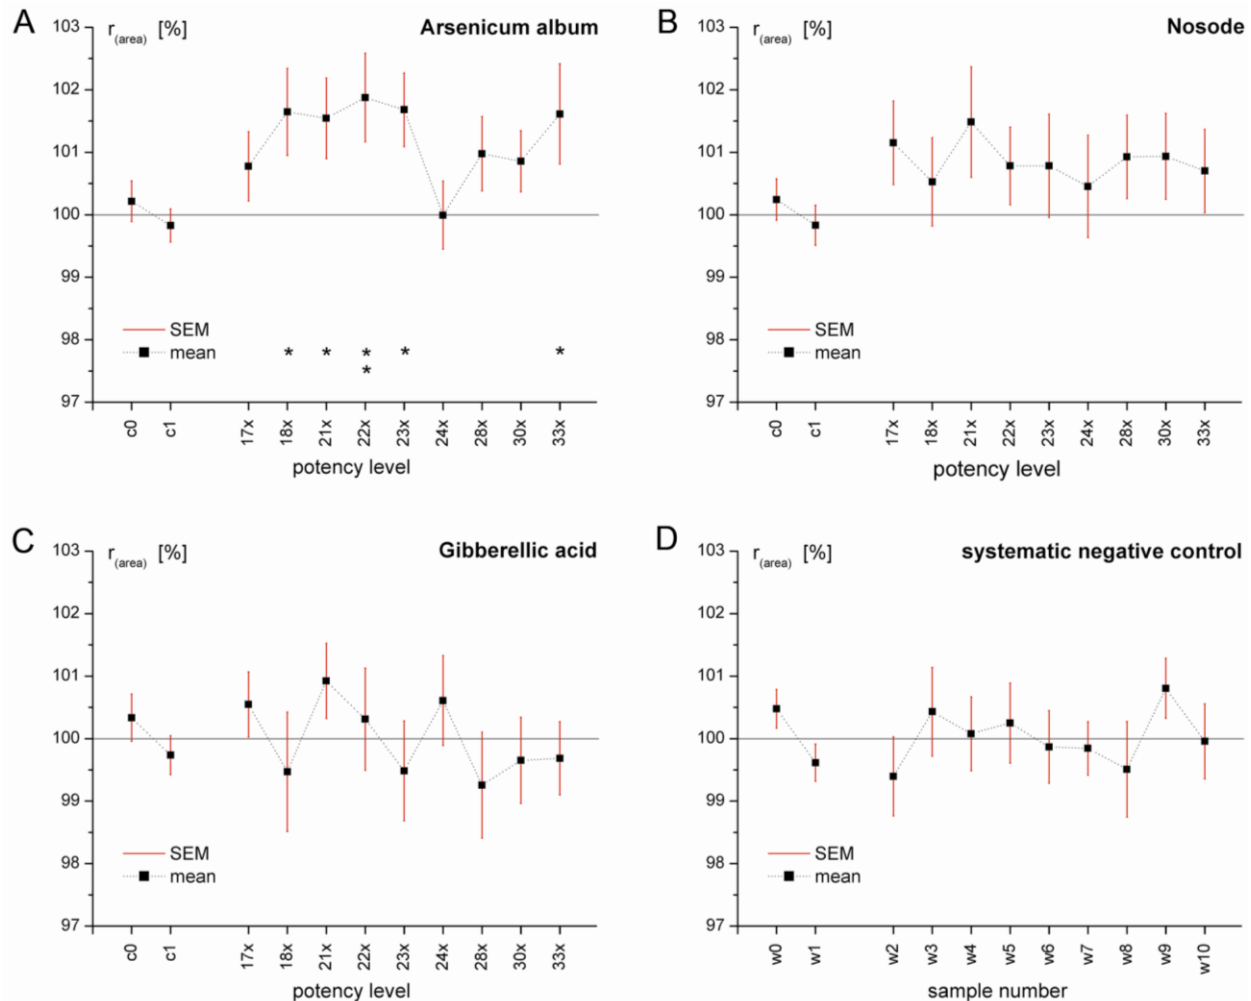 A
r(area) [%]
Arsenicum album
103
102
101
100
99
98
97
SEM
mean
* * * * *
*
c0 c1 17x 18x 21x 22x 23x 24x 28x 30x 33x
potency level
B
r(area) [%]
Nosode
103
102
101
100
99
98
97
SEM
mean
c0 c1 17x 18x 21x 22x 23x 24x 28x 30x 33x
potency level
C
r(area) [%]
Gibberellic acid
103
102
101
100
99
98
97
SEM
mean
c0 c1 17x 18x 21x 22x 23x 24x 28x 30x 33x
potency level
D
r(area) [%]
systematic negative control
103
102
101
100
99
98
97
SEM
mean
w0 w1 w2 w3 w4 w5 w6 w7 w8 w9 w10
sample number